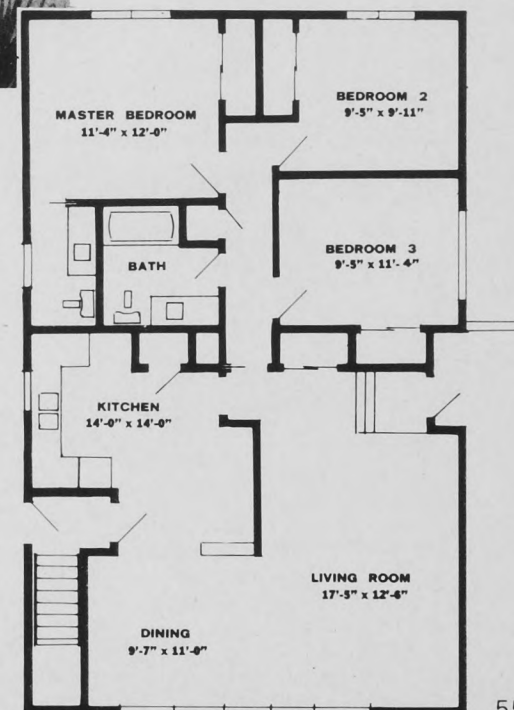 MASTER BEDROOM
11'-4" x 12'-0"
BEDROOM 2
9'-5" x 9'-11"
BATH
BEDROOM 3
9'-5" x 11'-4"
KITCHEN
14'-0" x 14'-0"
LIVING ROOM
17'-5" x 12'-6"
DINING
9'-7" x 11'-0"